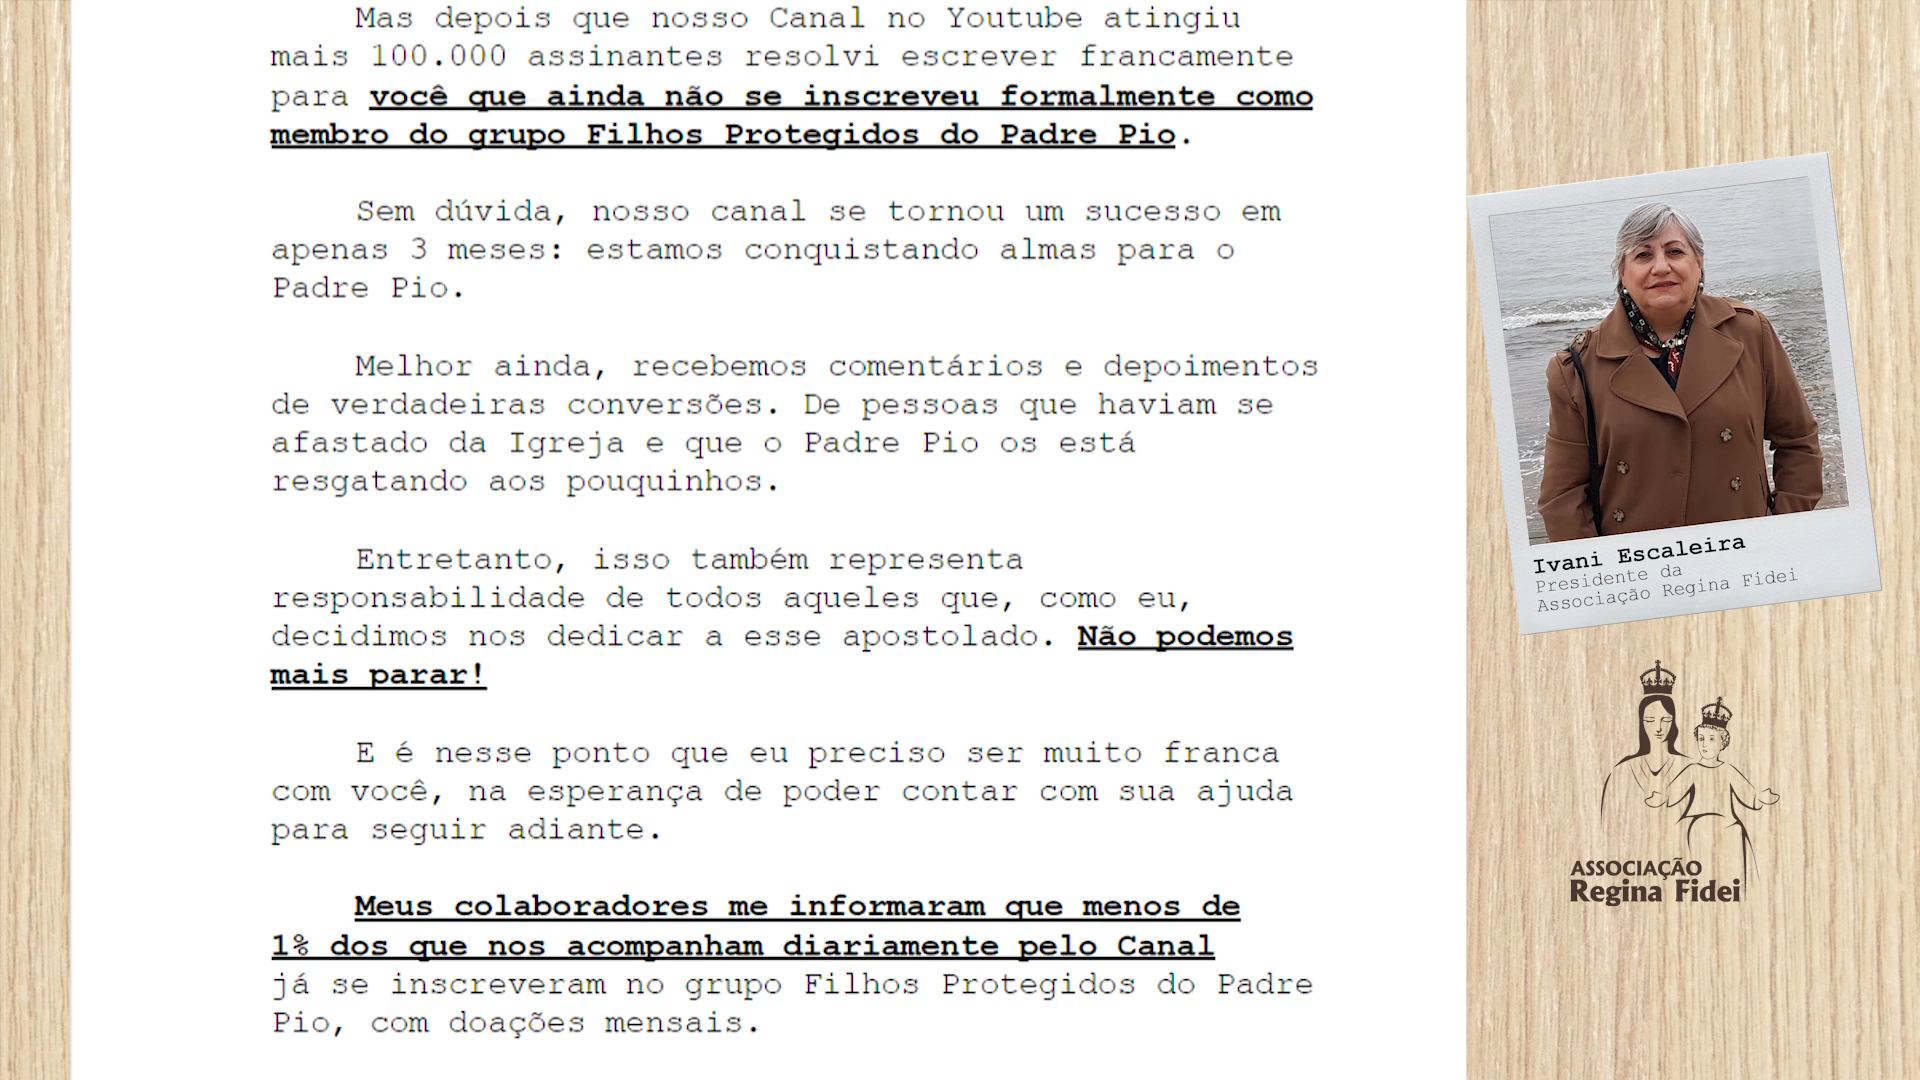 Mas depois que nosso Canal no Youtube atingiu
mais 100.000 assinantes resolvi escrever francamente
para você que ainda não se inscreveu formalmente como
membro do grupo Filhos Protegidos do Padre Pio.
Sem dúvida, nosso canal se tornou um sucesso em
apenas 3 meses: estamos conquistando almas para o
Padre Pio.
Melhor ainda, recebemos comentários e depoimentos
de verdadeiras conversões. De pessoas que haviam se
afastado da Igreja e que o Padre Pio os está
resgatando aos pouquinhos.
Entretanto, isso também representa
responsabilidade de todos aqueles que, como eu,
decidimos nos dedicar a esse apostolado. Não podemos
mais parar!
E é nesse ponto que eu preciso ser muito franca
com você, na esperança de poder contar com sua ajuda
para seguir adiante.
Meus colaboradores me informaram que menos de
1% dos que nos acompanham diariamente pelo Canal
já se inscreveram no grupo Filhos Protegidos do Padre
Pio, com doações mensais.
Ivani Escaleira
Presidente da
Associação Regina Fidei
ASSOCIAÇÃO
Regina Fidei